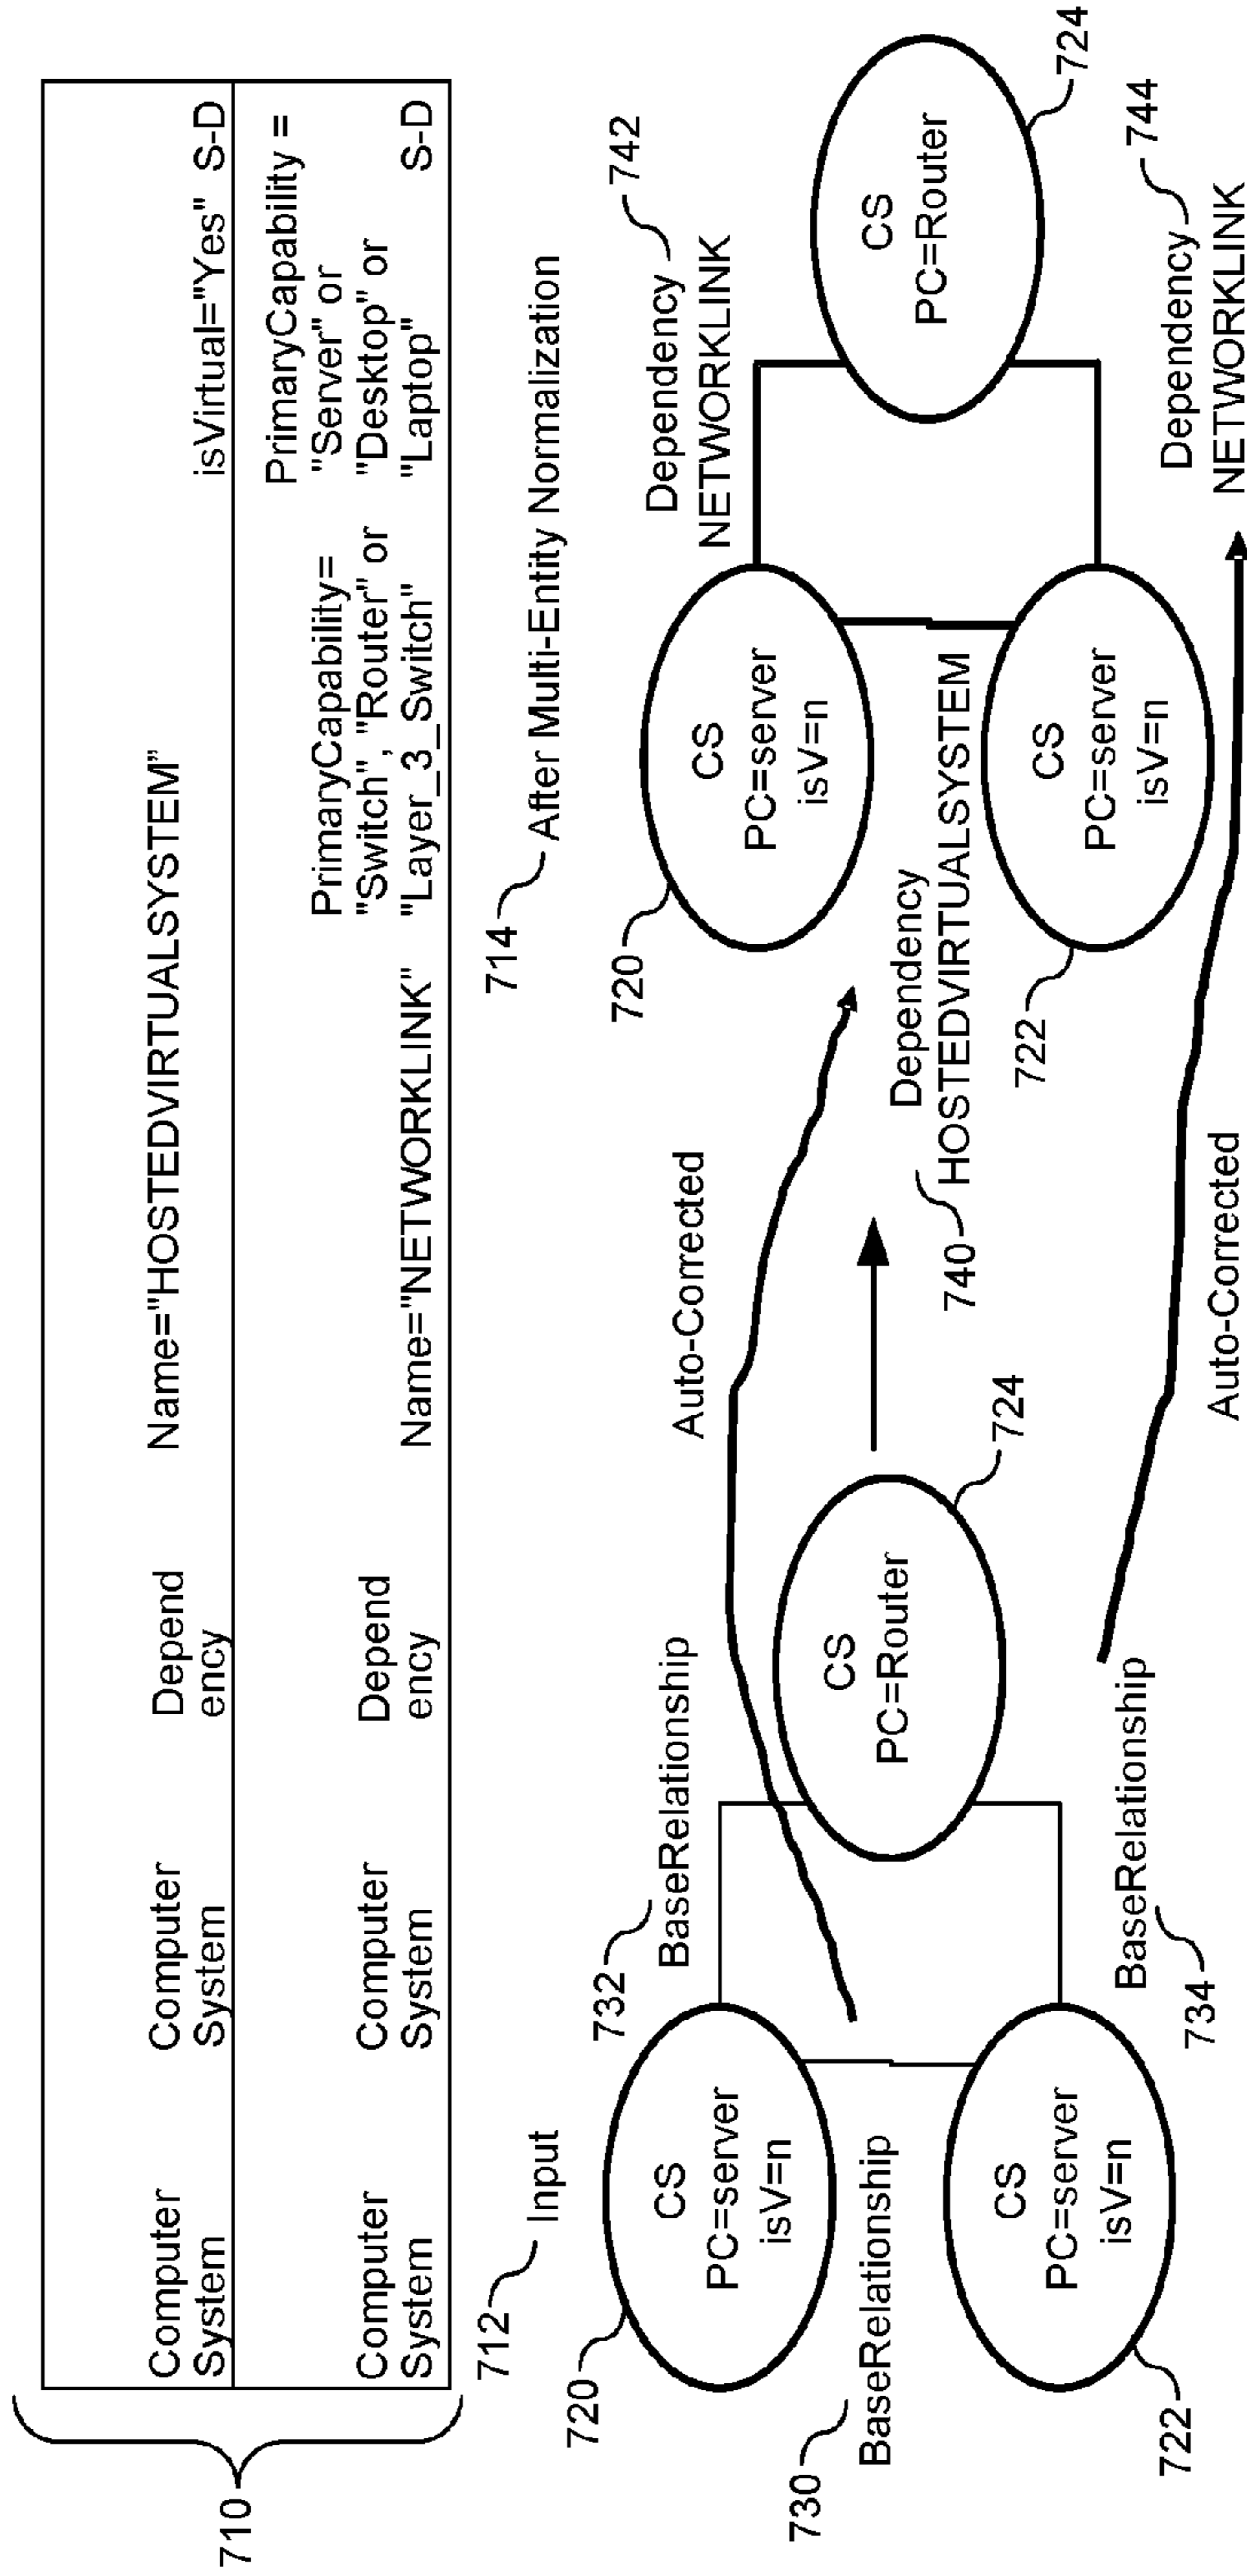 710
Computer
System
Computer
System
Depend
ency
Name="HOSTEDVIRTUALSYSTEM"
isVirtual="Yes" S-D
Computer
System
Computer
System
Depend
ency
Name="NETWORKLINK"
PrimaryCapability=
"Switch","Router" or
"Layer_3_Switch"
PrimaryCapability =
"Server" or
"Desktop" or
"Laptop"
S-D
712 Input
720
CS
PC=server
isV=n
730
BaseRelationship
722
CS
PC=server
isV=n
732
BaseRelationship
CS
PC=Router
724
734
BaseRelationship
Auto-Corrected
Auto-Corrected
714 After Multi-Entity Normalization
720
CS
PC=server
isV=n
740
Dependency
HOSTEDVIRTUALSYSTEM
722
CS
PC=server
isV=n
Dependency 742
NETWORKLINK
CS
PC=Router
724
Dependency 744
NETWORKLINK